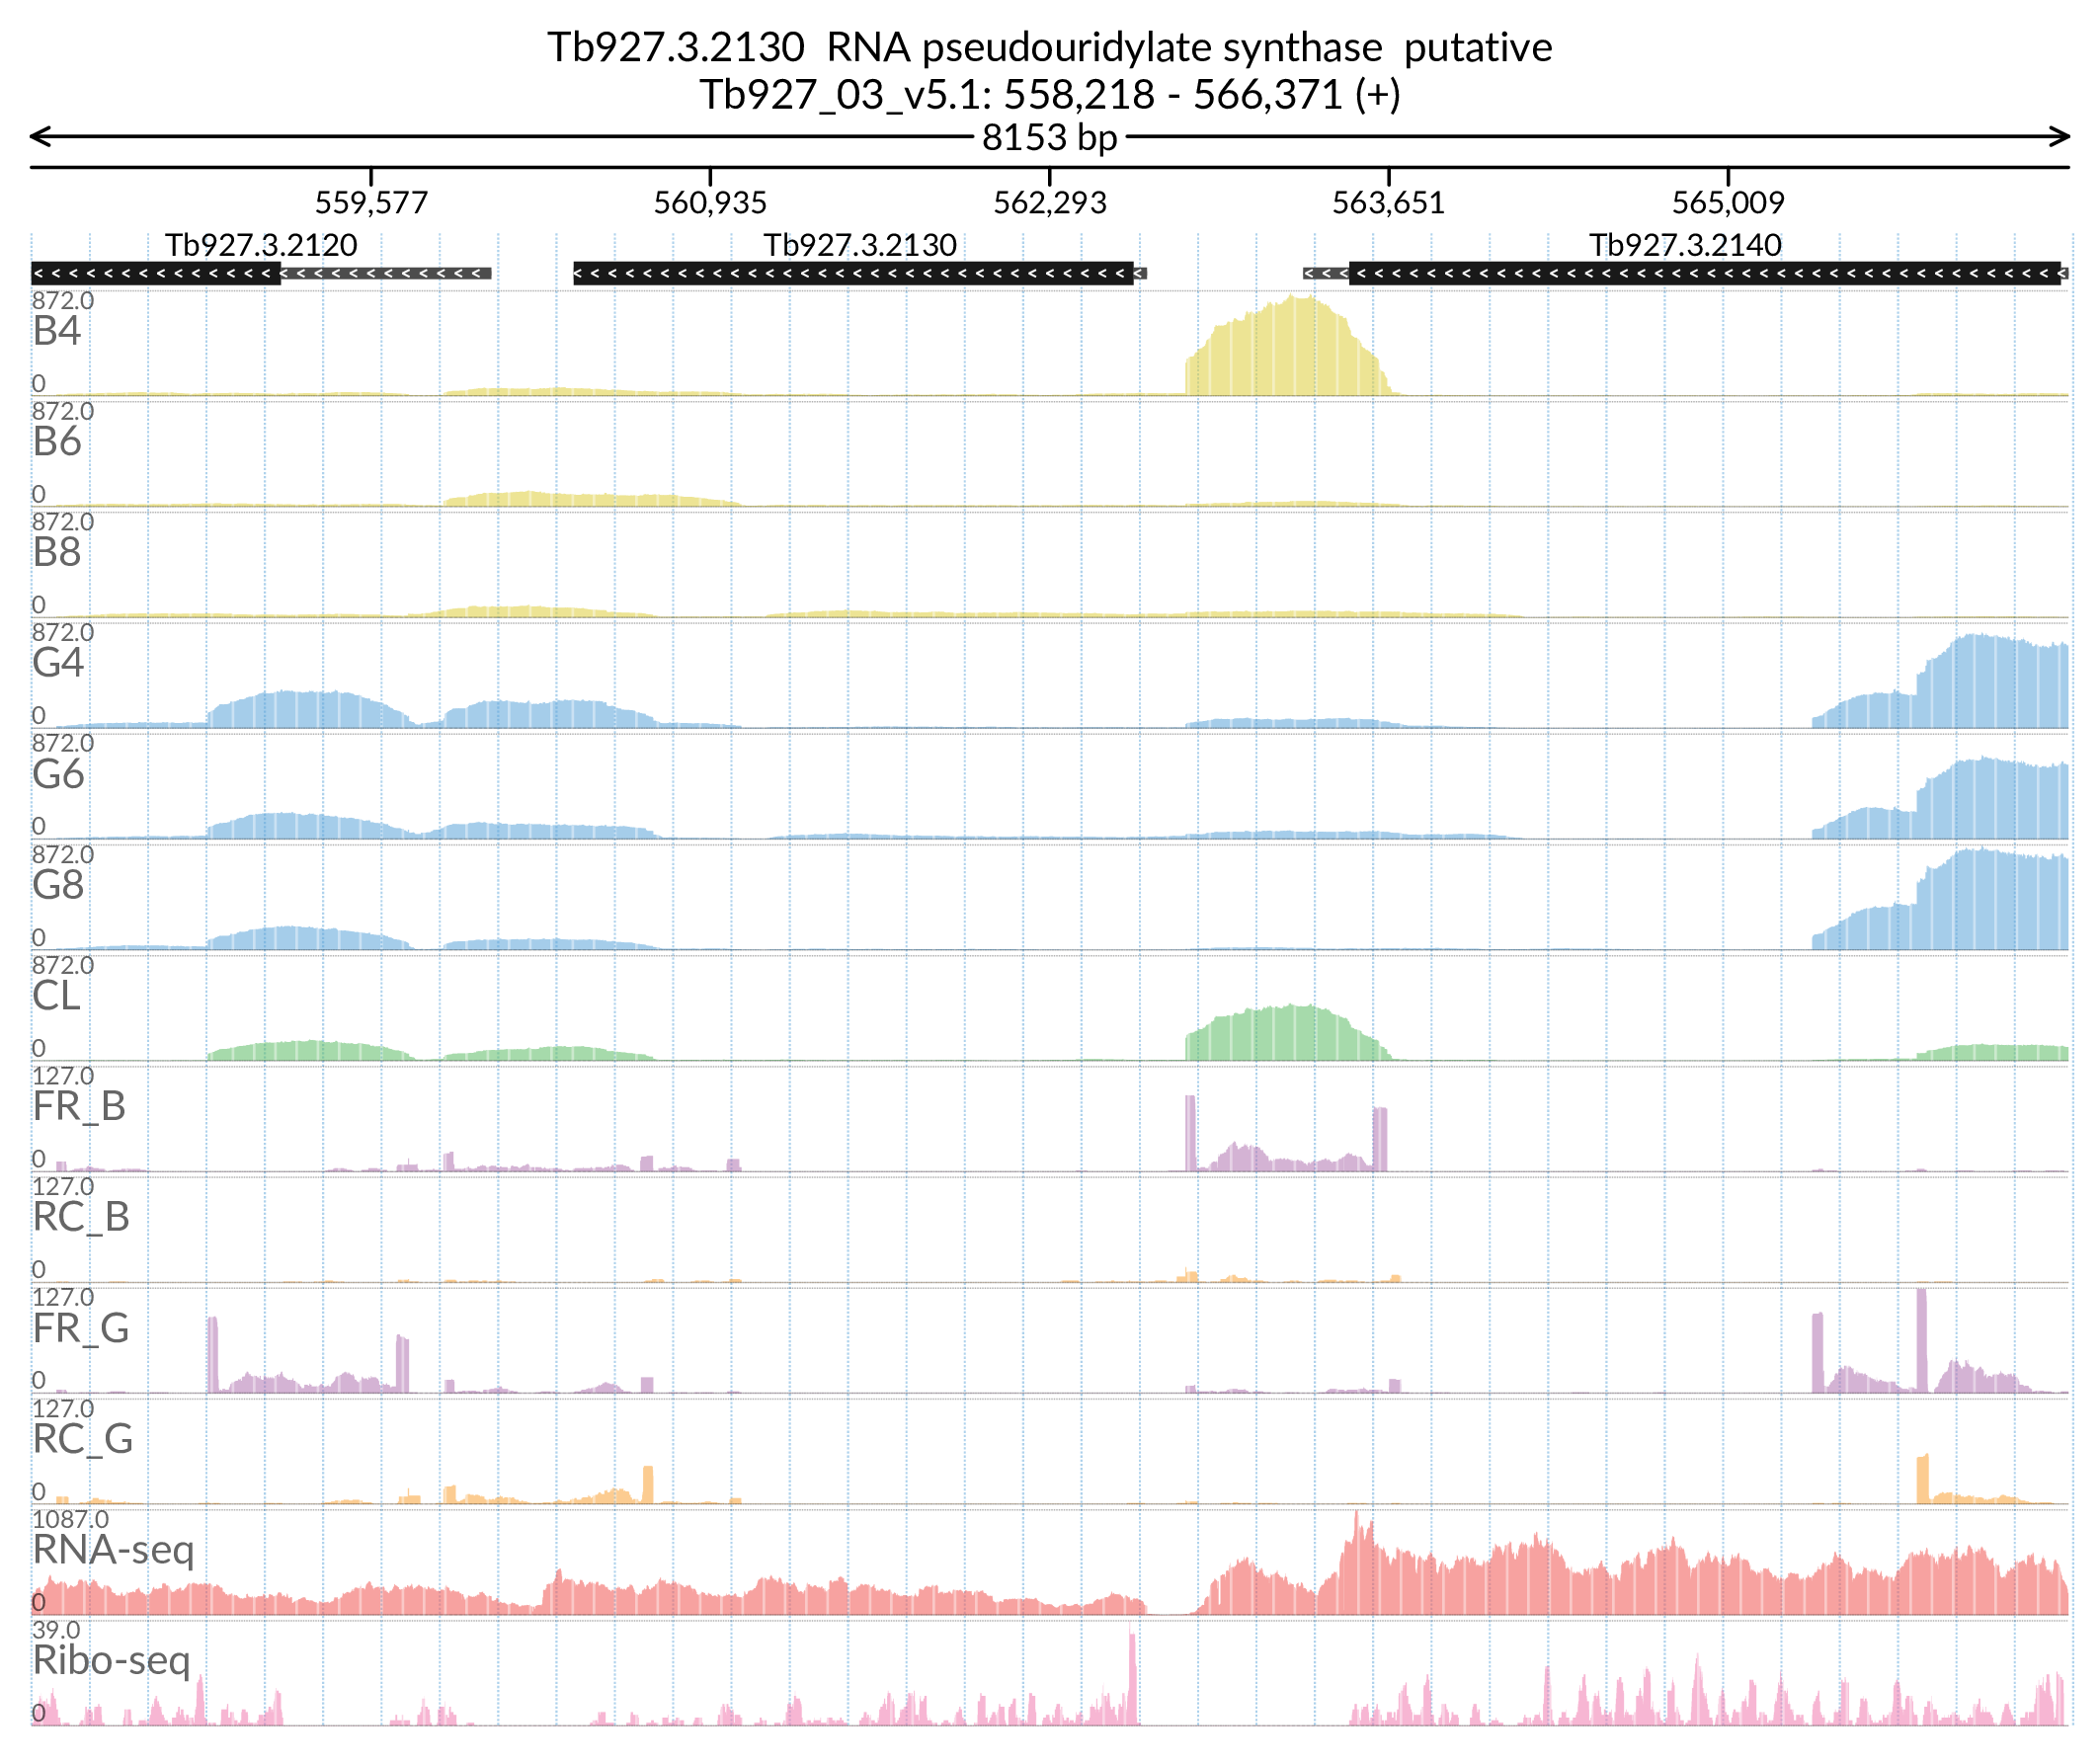 Tb927.3.2130 RNA pseudouridylate synthase putative
Tb927_03_v5.1: 558,218 - 566,371 (+)
8153 bp
559,577 560,935 562,293 563,651 565,009
Tb927.3.2120 Tb927.3.2130 Tb927.3.2140
872.0
B4
0
872.0
B6
0
872.0
B8
0
872.0
G4
0
872.0
G6
0
872.0
G8
0
872.0
CL
0
127.0
FR_B
0
127.0
RC_B
0
127.0
FR_G
0
127.0
RC_G
0
1087.0
RNA-seq
0
39.0
Ribo-seq
0